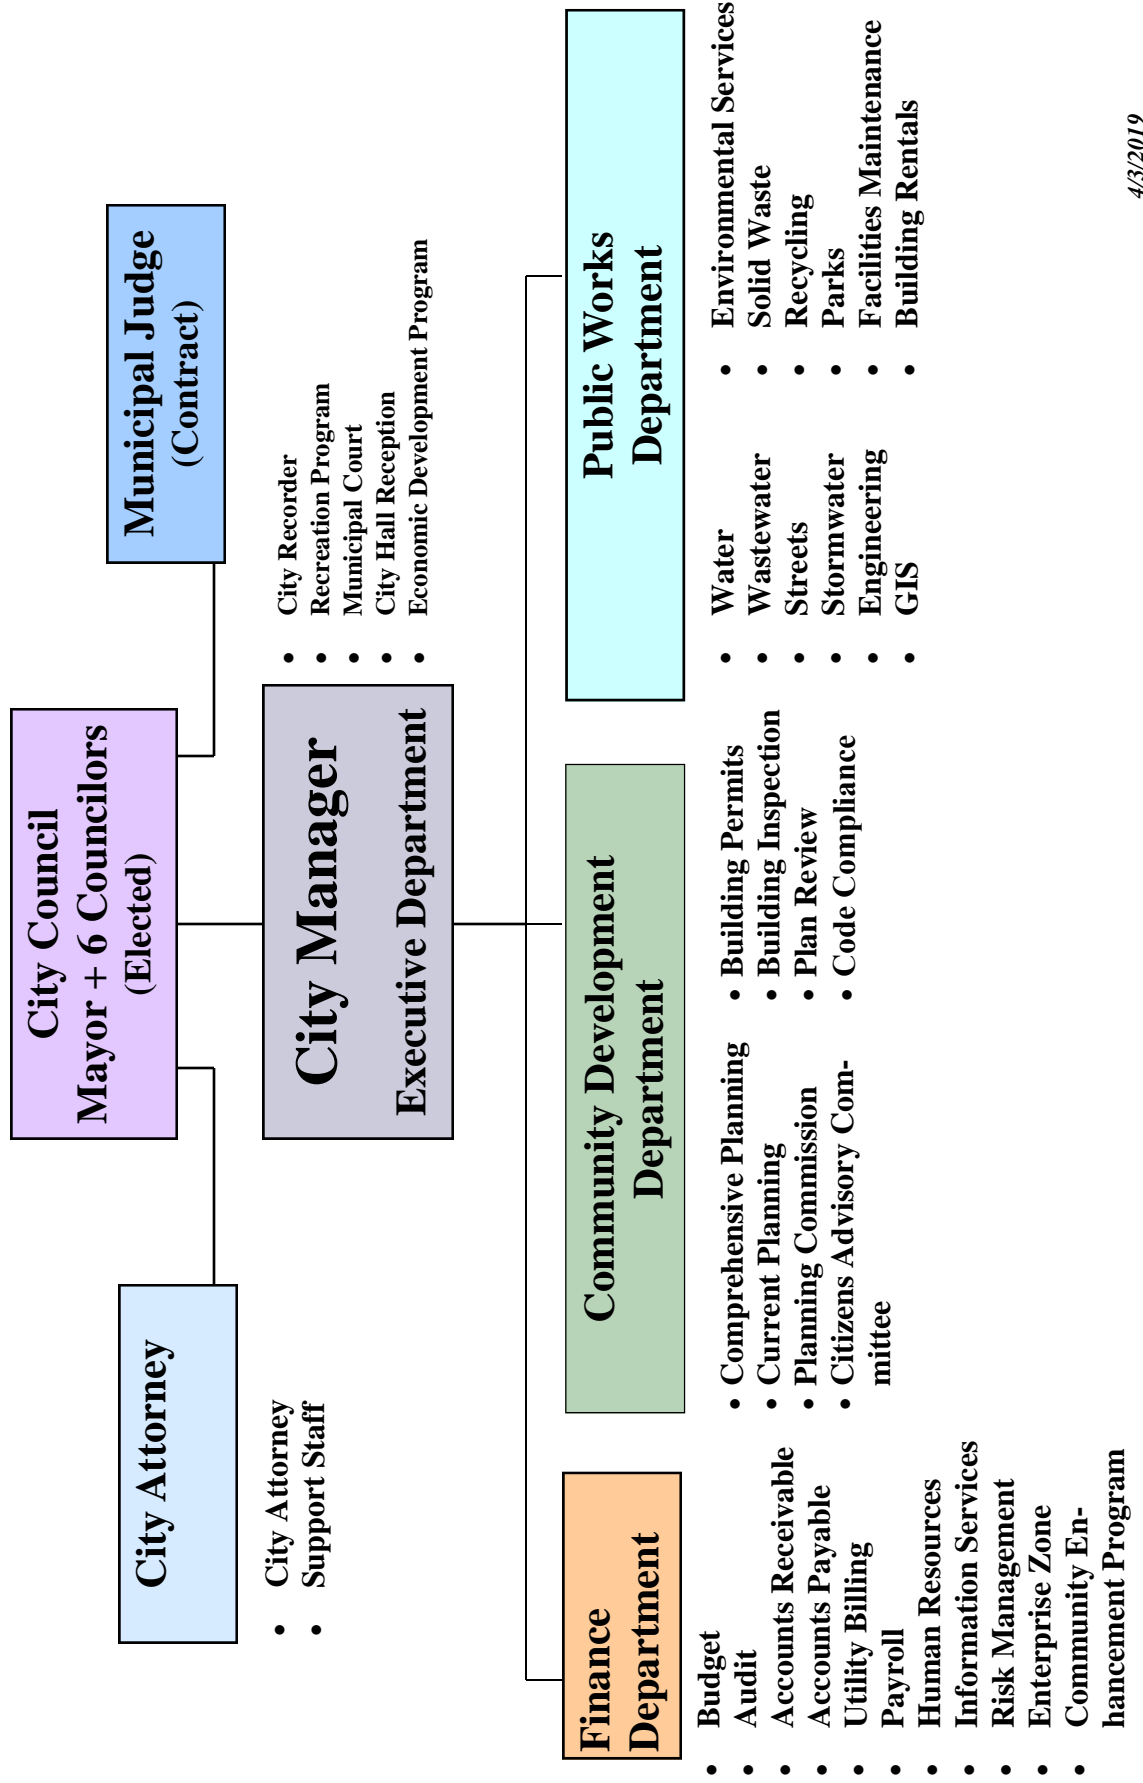 City Council
Mayor + 6 Councilors
(Elected)
City Attorney
• City Attorney
• Support Staff
Municipal Judge
(Contract)
City Manager
Executive Department
• City Recorder
• Recreation Program
• Municipal Court
• City Hall Reception
• Economic Development Program
Finance
Department
• Budget
• Audit
• Accounts Receivable
• Accounts Payable
• Utility Billing
• Payroll
• Human Resources
• Information Services
• Risk Management
• Enterprise Zone
• Community En-
hancement Program
Community Development
Department
• Comprehensive Planning
• Current Planning
• Planning Commission
• Citizens Advisory Com-
mittee
• Building Permits
• Building Inspection
• Plan Review
• Code Compliance
Public Works
Department
• Water
• Wastewater
• Streets
• Stormwater
• Engineering
• GIS
• Environmental Services
• Solid Waste
• Recycling
• Parks
• Facilities Maintenance
• Building Rentals
4/3/2019